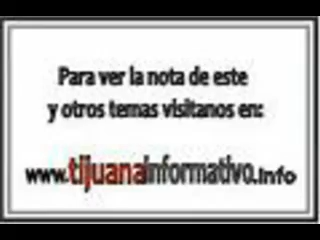 Para ver la nota de este
y otros temas visitanos en:
www.tijuanainformativo.info